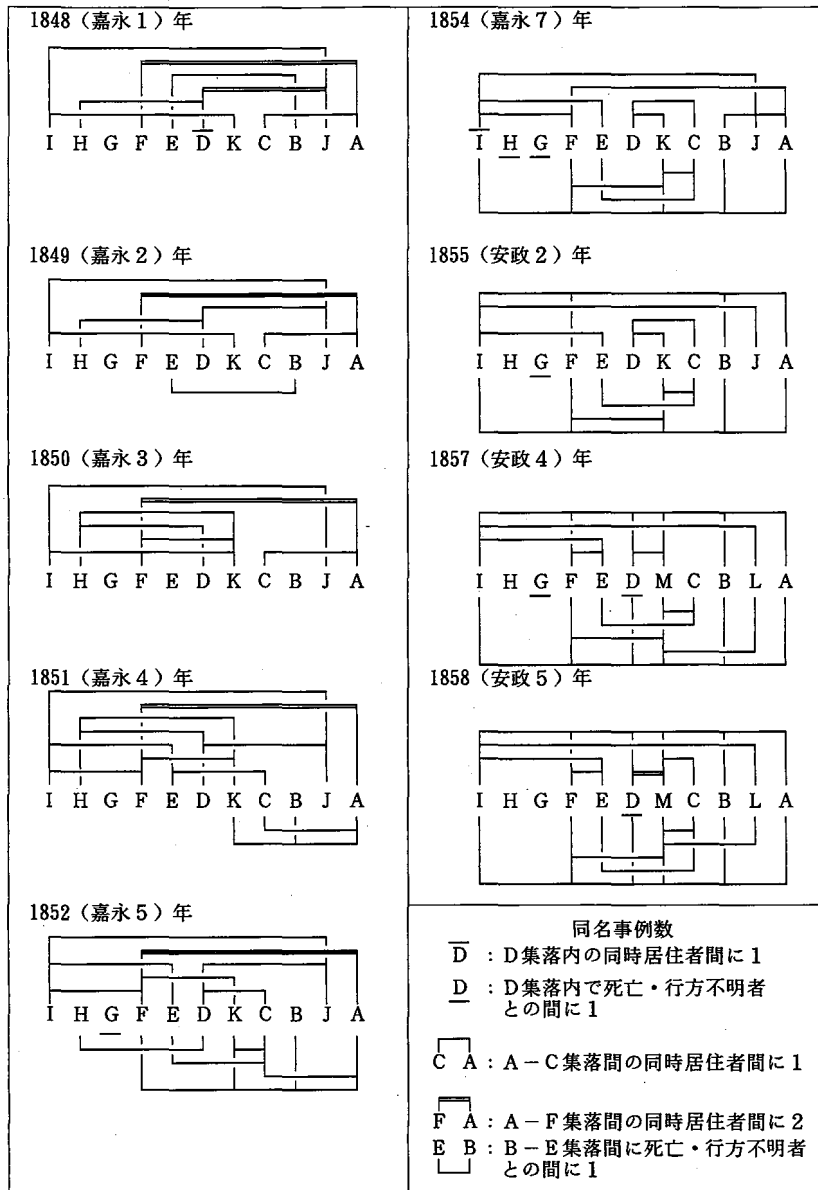 1848（嘉永1）年
I H G F E D K C B J A
1849（嘉永2）年
I H G F E D K C B J A
1850（嘉永3）年
I H G F E D K C B J A
1851（嘉永4）年
I H G F E D K C B J A
1852（嘉永5）年
I H G F E D K C B J A
1854（嘉永7）年
I H G F E D K C B J A
1855（安政2）年
I H G F E D K C B J A
1857（安政4）年
I H G F E D M C B L A
1858（安政5）年
I H G F E D M C B L A
同名事例数
D ：D集落内の同時居住者間に1
D ：D集落内で死亡・行方不明者
との間に1
C A：A－C集落間の同時居住者間に1
F A：A－F集落間の同時居住者間に2
E B：B－E集落間に死亡・行方不明者
との間に1